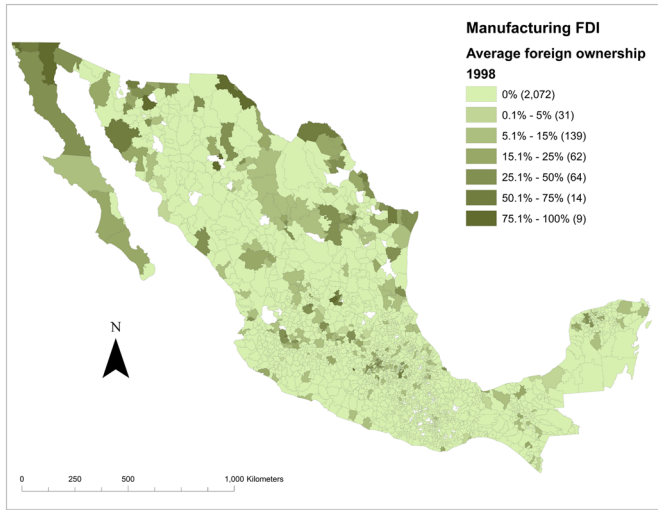 Manufacturing FDI
Average foreign ownership
1998
0% (2,072)
0.1% - 5% (31)
5.1% - 15% (139)
15.1% - 25% (62)
25.1% - 50% (64)
50.1% - 75% (14)
75.1% - 100% (9)
N
0 250 500 1,000 Kilometers